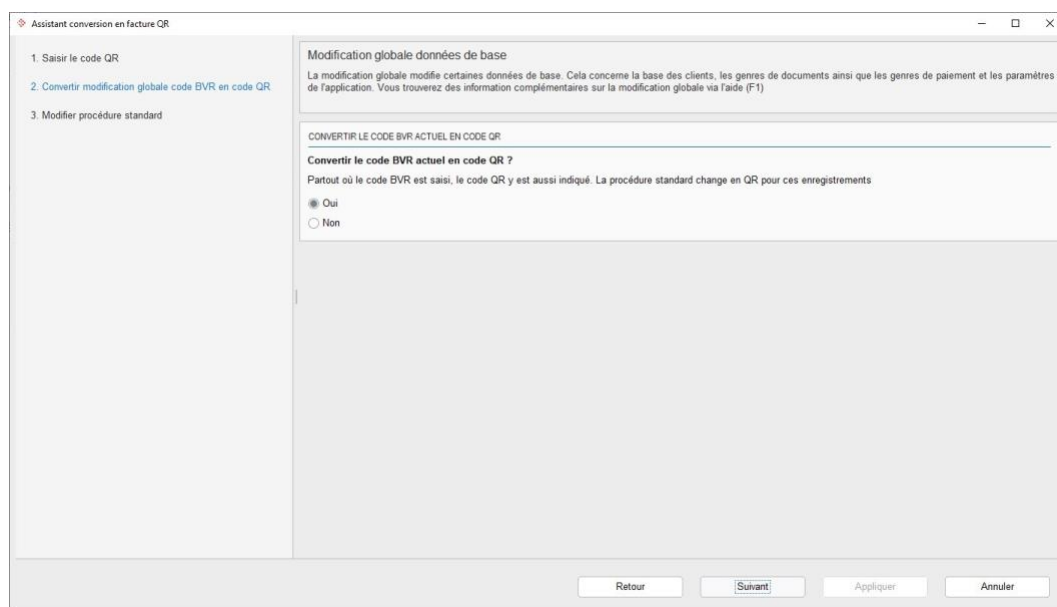 Assistant conversion en facture QR
1. Saisir le code QR
2. Convertir modification globale code BVR en code QR
3. Modifier procédure standard
Modification globale données de base
La modification globale modifie certaines données de base. Cela concerne la base des clients, les genres de documents ainsi que les genres de paiement et les paramètres
de l'application. Vous trouverez des information complémentaires sur la modification globale via l'aide (F1)
CONVERTIR LE CODE BVR ACTUEL EN CODE QR
Convertir le code BVR actuel en code QR ?
Partout où le code BVR est saisi, le code QR y est aussi indiqué. La procédure standard change en QR pour ces enregistrements
Oui
Non
Retour
Suivant
Appliquer
Annuler